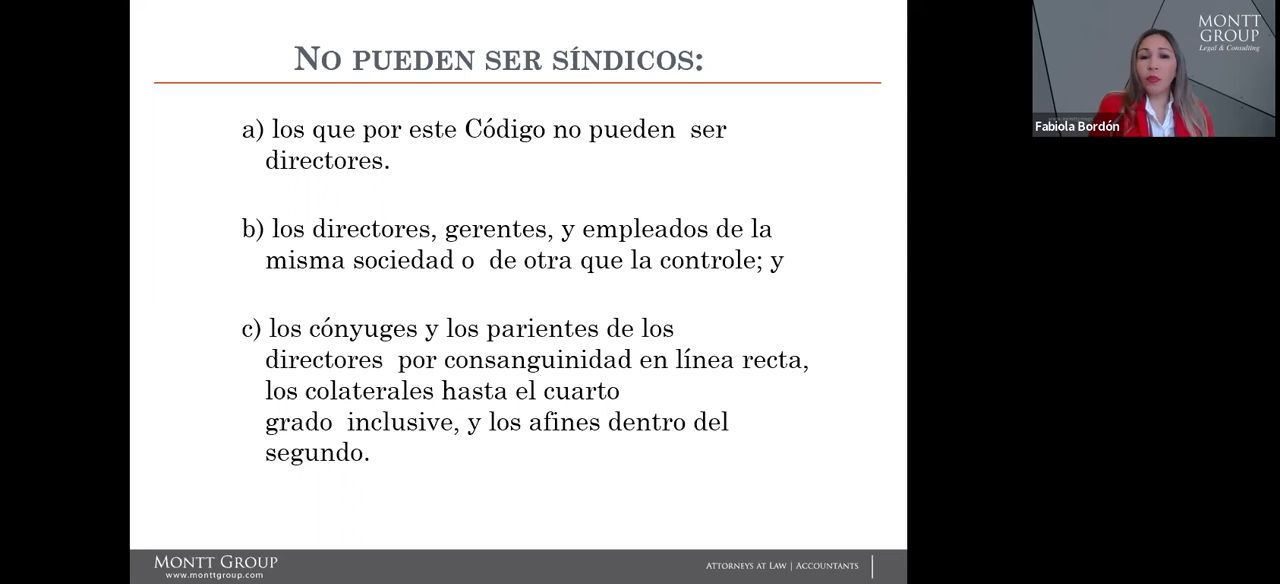 NO PUEDEN SER SÍNDICOS:
a) los que por este Código no pueden ser
directores.
b) los directores, gerentes, y empleados de la
misma sociedad o de otra que la controle; y
c) los cónyuges y los parientes de los
directores por consanguinidad en línea recta,
los colaterales hasta el cuarto
grado inclusive, y los afines dentro del
segundo.
MONTT GROUP
www.monttgroup.com
ATTORNEYS AT LAW | ACCOUNTANTS
MONTT
GROUP
Legal & Consulting
Fabiola Bordón